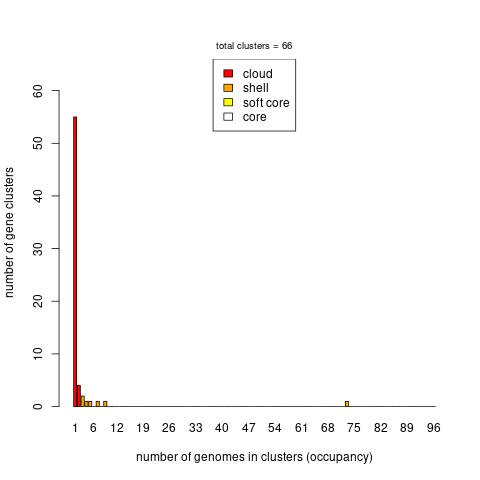 total clusters = 66
cloud
shell
soft core
core
number of gene clusters
60
50
40
30
20
10
0
1 6 12 19 26 33 40 47 54 61 68 75 82 89 96
number of genomes in clusters (occupancy)